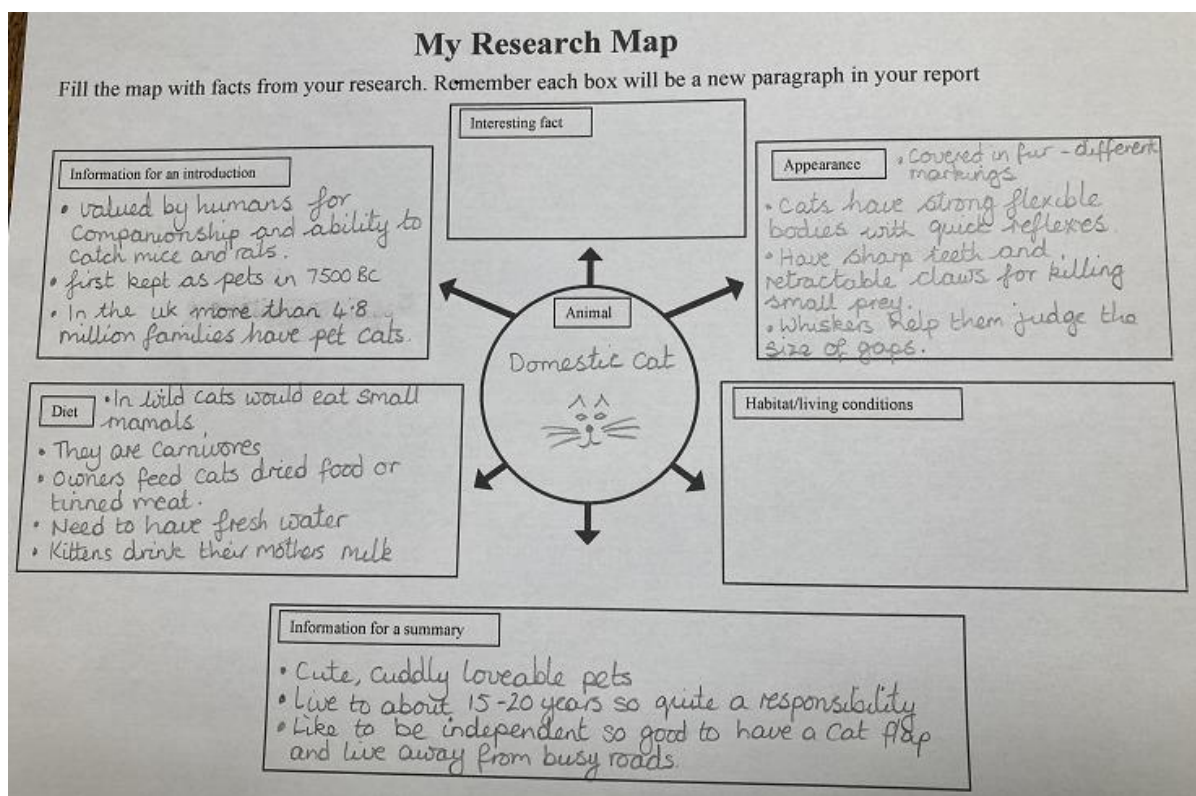 My Research Map
Fill the map with facts from your research. Remember each box will be a new paragraph in your report
Interesting fact
Information for an introduction
• valued by humans for
companionship and ability to
catch mice and rats.
• first kept as pets in 7500 BC
• In the uk more than 4.8
million families have pet cats.
Appearance
• Covered in fur - different
markings
• Cats have strong flexible
bodies with quick reflexes.
• Have sharp teeth and
retractable claws for killing
small prey.
• Whiskers help them judge the
size of gaps.
Animal
Domestic cat
Diet
• In wild cats would eat small
mamals
• They are carnivores
• Owners feed cats dried food or
tinned meat.
• Need to have fresh water
• Kittens drink their mothers milk
Habitat/living conditions
Information for a summary
• Cute, cuddly loveable pets
• Live to about 15-20 years so quite a responsibility
• Like to be independent so good to have a cat flap
and live away from busy roads.